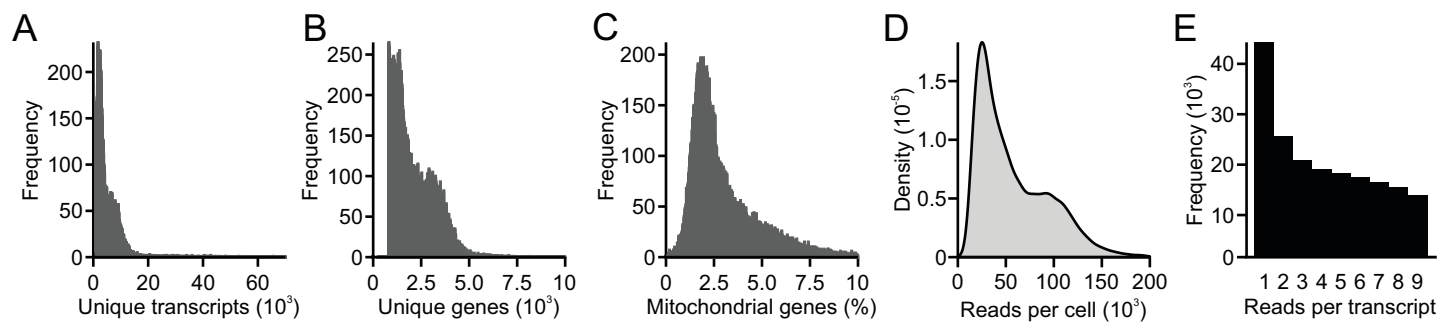 A
Frequency
200
150
100
50
0
0 20 40 60
Unique transcripts (10³)
B
Frequency
250
200
150
100
50
0
0 2.5 5.0 10
Unique genes (10³)
C
Frequency
200
150
100
50
0
0 2.5 5.0 7.5 10
Mitochondrial genes (%)
D
Density (10⁻⁵)
1.5
1.0
0.5
0
0 50 100 150 200
Reads per cell (10³)
E
Frequency (10³)
40
30
20
10
0
1 2 3 4 5 6 7 8 9
Reads per transcript